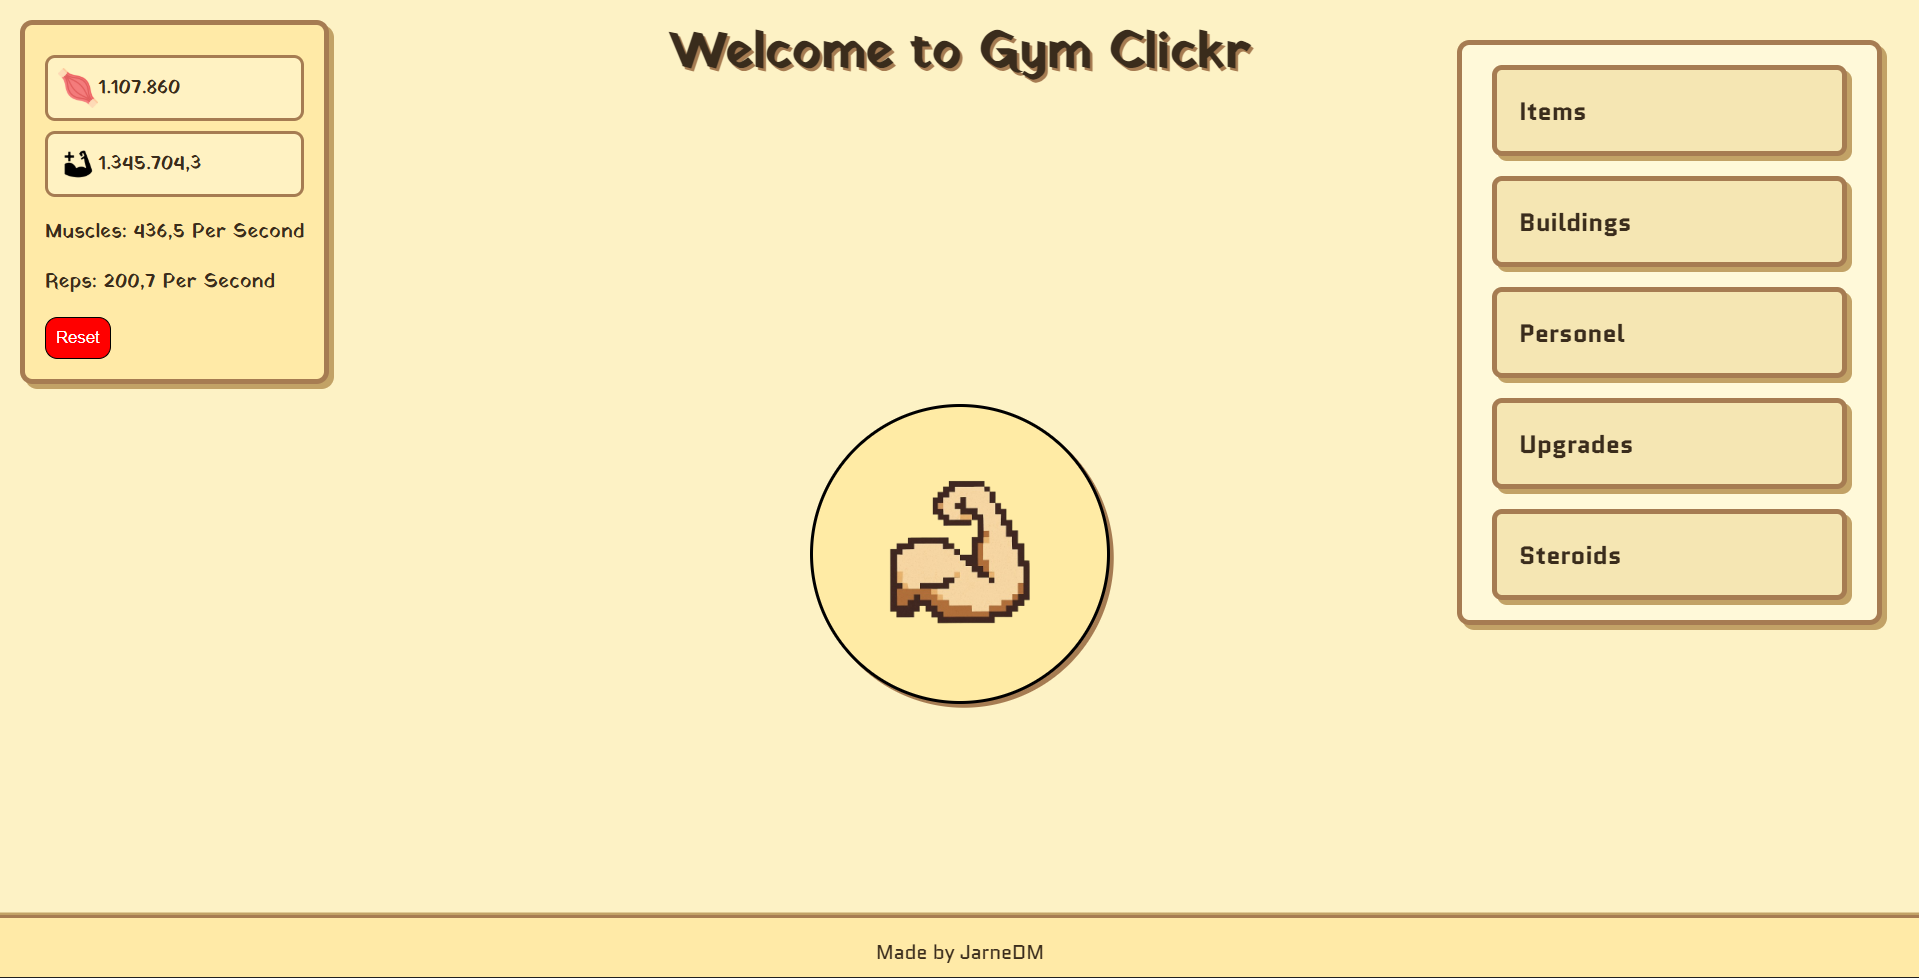 Welcome to Gym Clickr
1.107.860
1.345.704,3
Muscles: 436,5 Per Second
Reps: 200,7 Per Second
Reset
Items
Buildings
Personel
Upgrades
Steroids
Made by JarneDM